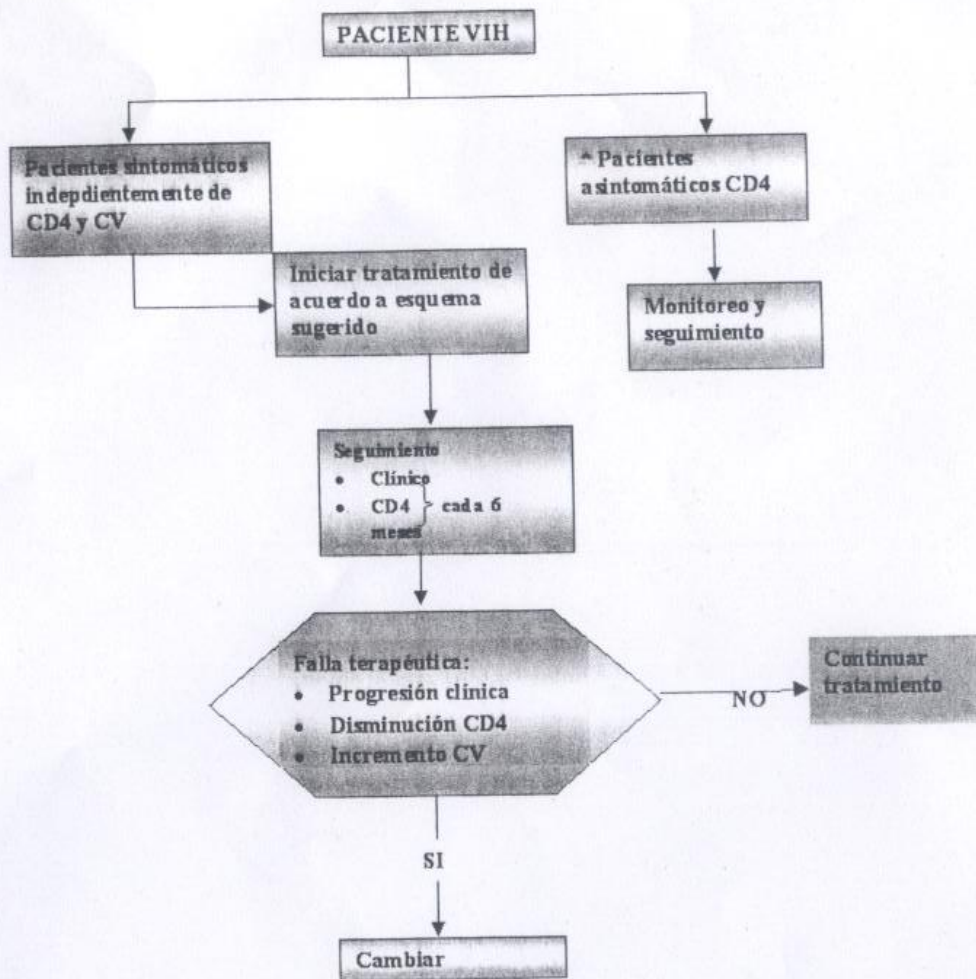 PACIENTE VIH
Pacientes sintomáticos
indepdientemente de
CD4 y CV
* Pacientes
asintomáticos CD4
Iniciar tratamiento de
acuerdo a esquema
sugerido
Monitoreo y
seguimiento
Seguimiento
• Clínico
• CD4 cada 6
meses
Falla terapéutica:
• Progresión clínica
• Disminución CD4
• Incremento CV
NO
Continuar
tratamiento
SI
Cambiar